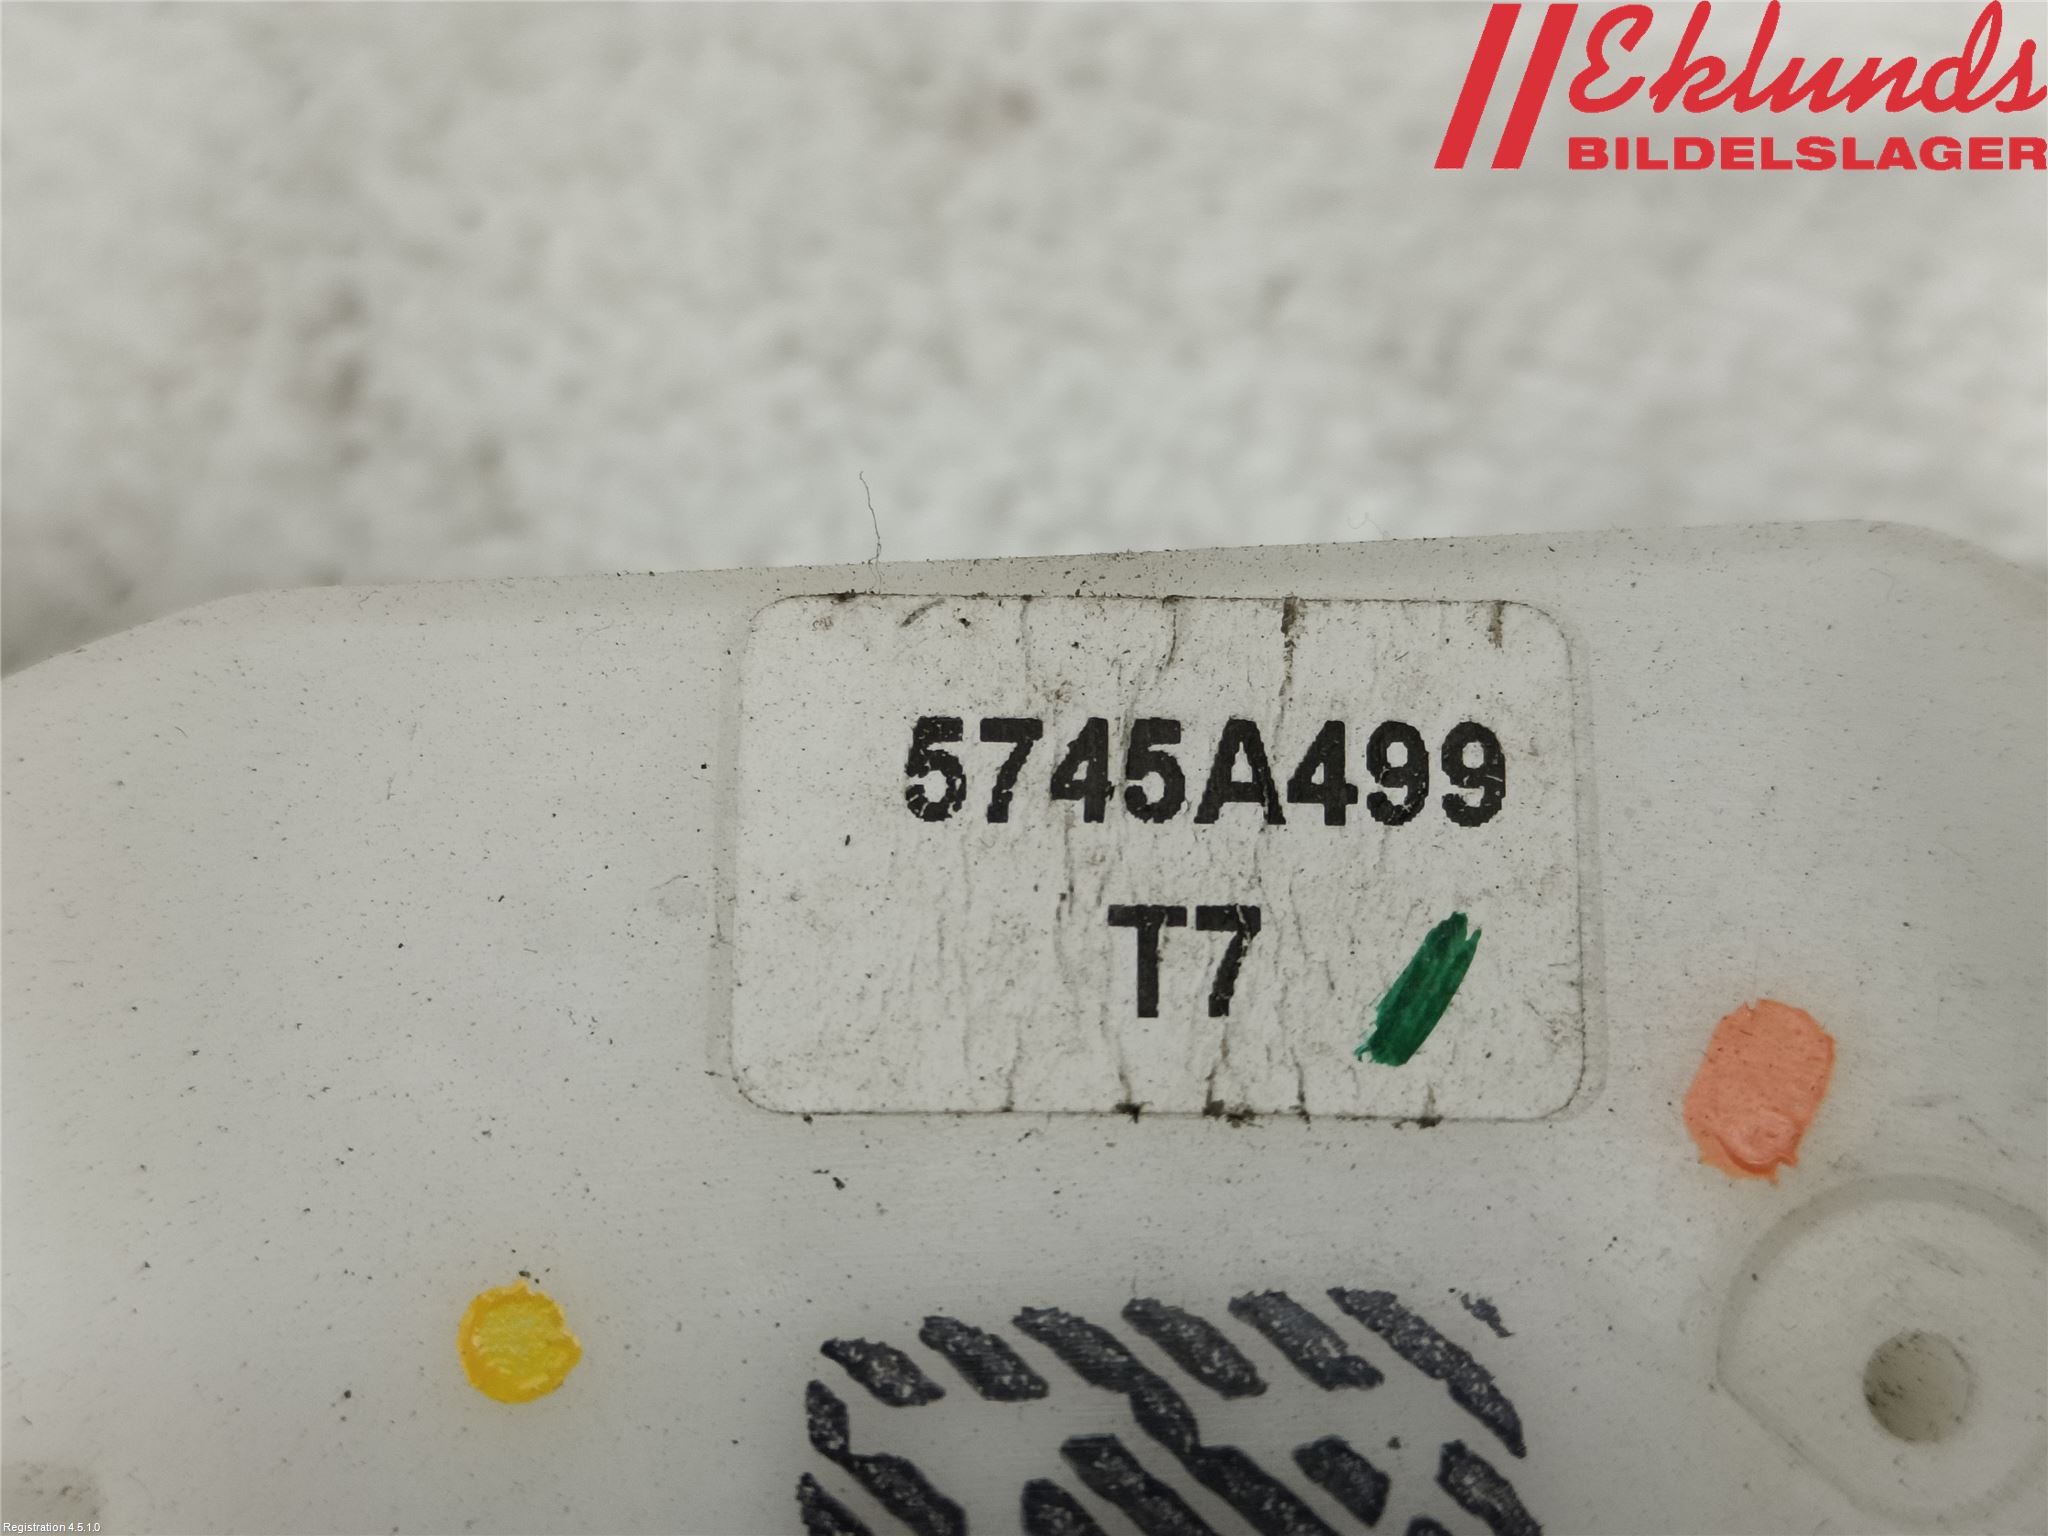 Eklunds
BILDELSLAGER
5745A499
T7
Registration 4.5.1.0